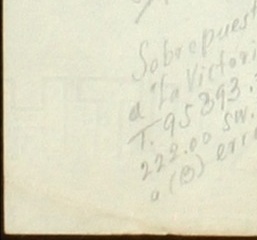 Sobrepuest
a "La Victori
T. 95393.
222.00 sw.
a (B)